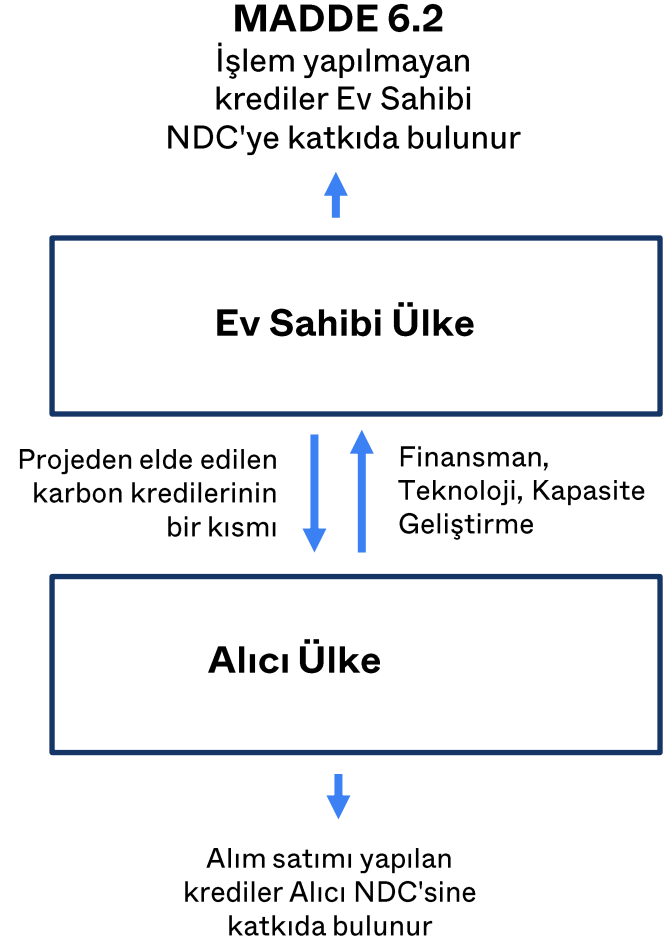 MADDE 6.2
İşlem yapılmayan
krediler Ev Sahibi
NDC'ye katkıda bulunur
Ev Sahibi Ülke
Projeden elde edilen
karbon kredilerinin
bir kısmı
Finansman,
Teknoloji, Kapasite
Geliştirme
Alıcı Ülke
Alım satımı yapılan
krediler Alıcı NDC'sine
katkıda bulunur